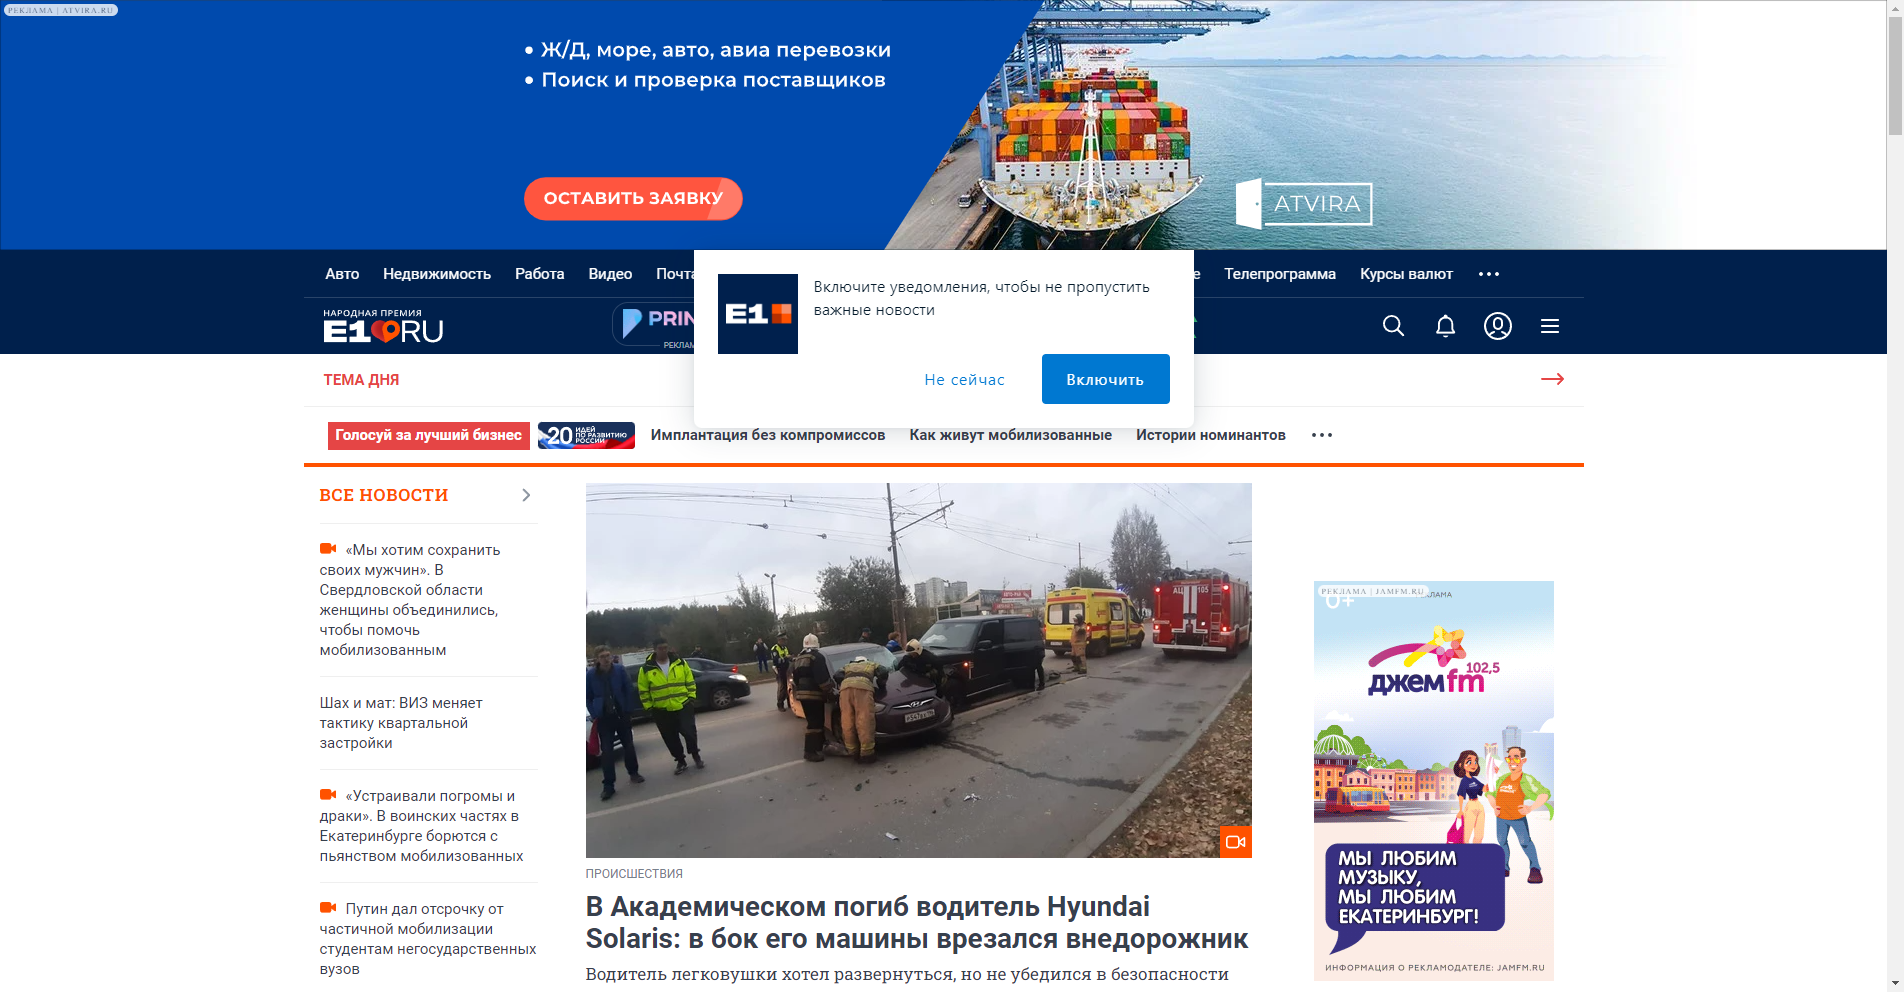 РЕКЛАМА | ATVIRA.RU
• Ж/Д, море, авто, авиа перевозки
• Поиск и проверка поставщиков
ОСТАВИТЬ ЗАЯВКУ
ATVIRA
Авто Недвижимость Работа Видео Почта Телепрограмма Курсы валют •••
НАРОДНАЯ ПРЕМИЯ
E1 RU
Включите уведомления, чтобы не пропустить
важные новости
E1
Не сейчас
Включить
ТЕМА ДНЯ
Голосуй за лучший бизнес
20 ИДЕЙ
ПО РАЗВИТИЮ
РОССИИ
Имплантация без компромиссов Как живут мобилизованные Истории номинантов •••
ВСЕ НОВОСТИ
«Мы хотим сохранить
своих мужчин». В
Свердловской области
женщины объединились,
чтобы помочь
мобилизованным
Шах и мат: ВИЗ меняет
тактику квартальной
застройки
«Устраивали погромы и
драки». В воинских частях в
Екатеринбурге борются с
пьянством мобилизованных
Путин дал отсрочку от
частичной мобилизации
студентам негосударственных
вузов
ПРОИСШЕСТВИЯ
В Академическом погиб водитель Hyundai
Solaris: в бок его машины врезался внедорожник
Водитель легковушки хотел развернуться, но не убедился в безопасности
РЕКЛАМА | JAMFM.RU
0+
джем fm 102,5
МЫ ЛЮБИМ
МУЗЫКУ,
МЫ ЛЮБИМ
ЕКАТЕРИНБУРГ!
ИНФОРМАЦИЯ О РЕКЛАМОДАТЕЛЕ: JAMFM.RU